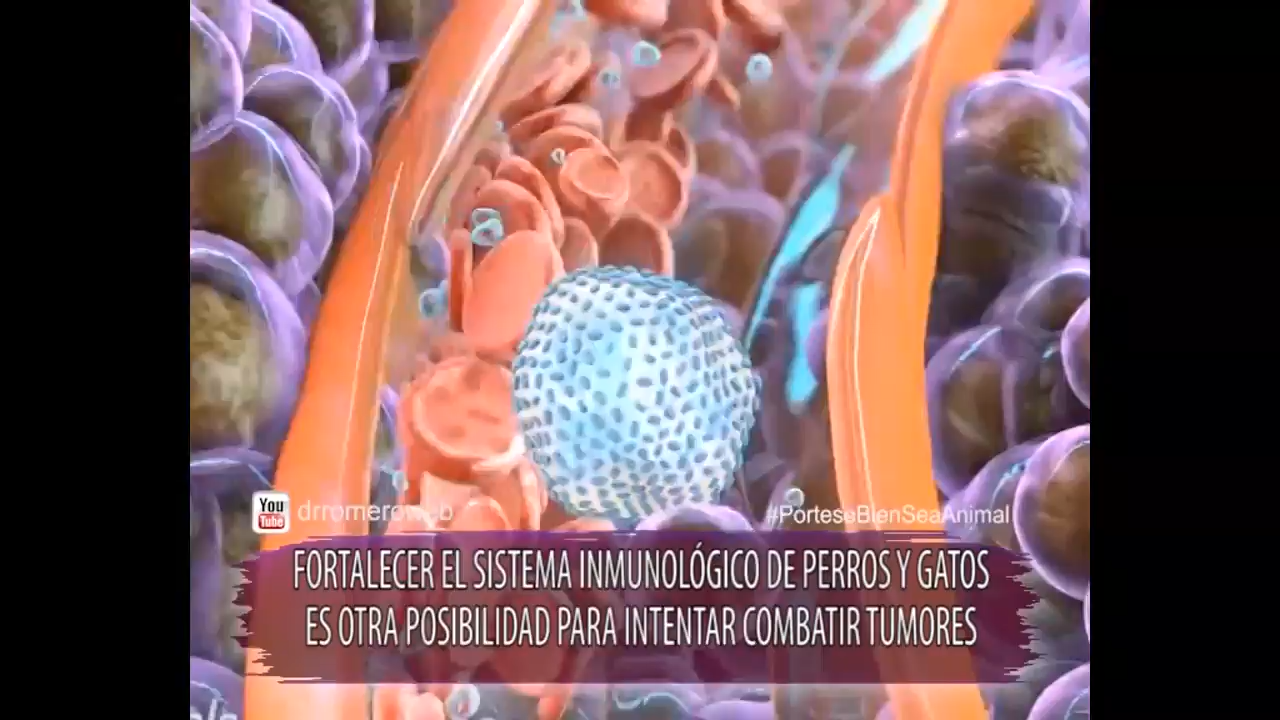 You
Tube
drromeroweb
#PorteseBienSeaAnimal
FORTALECER EL SISTEMA INMUNOLÓGICO DE PERROS Y GATOS
ES OTRA POSIBILIDAD PARA INTENTAR COMBATIR TUMORES